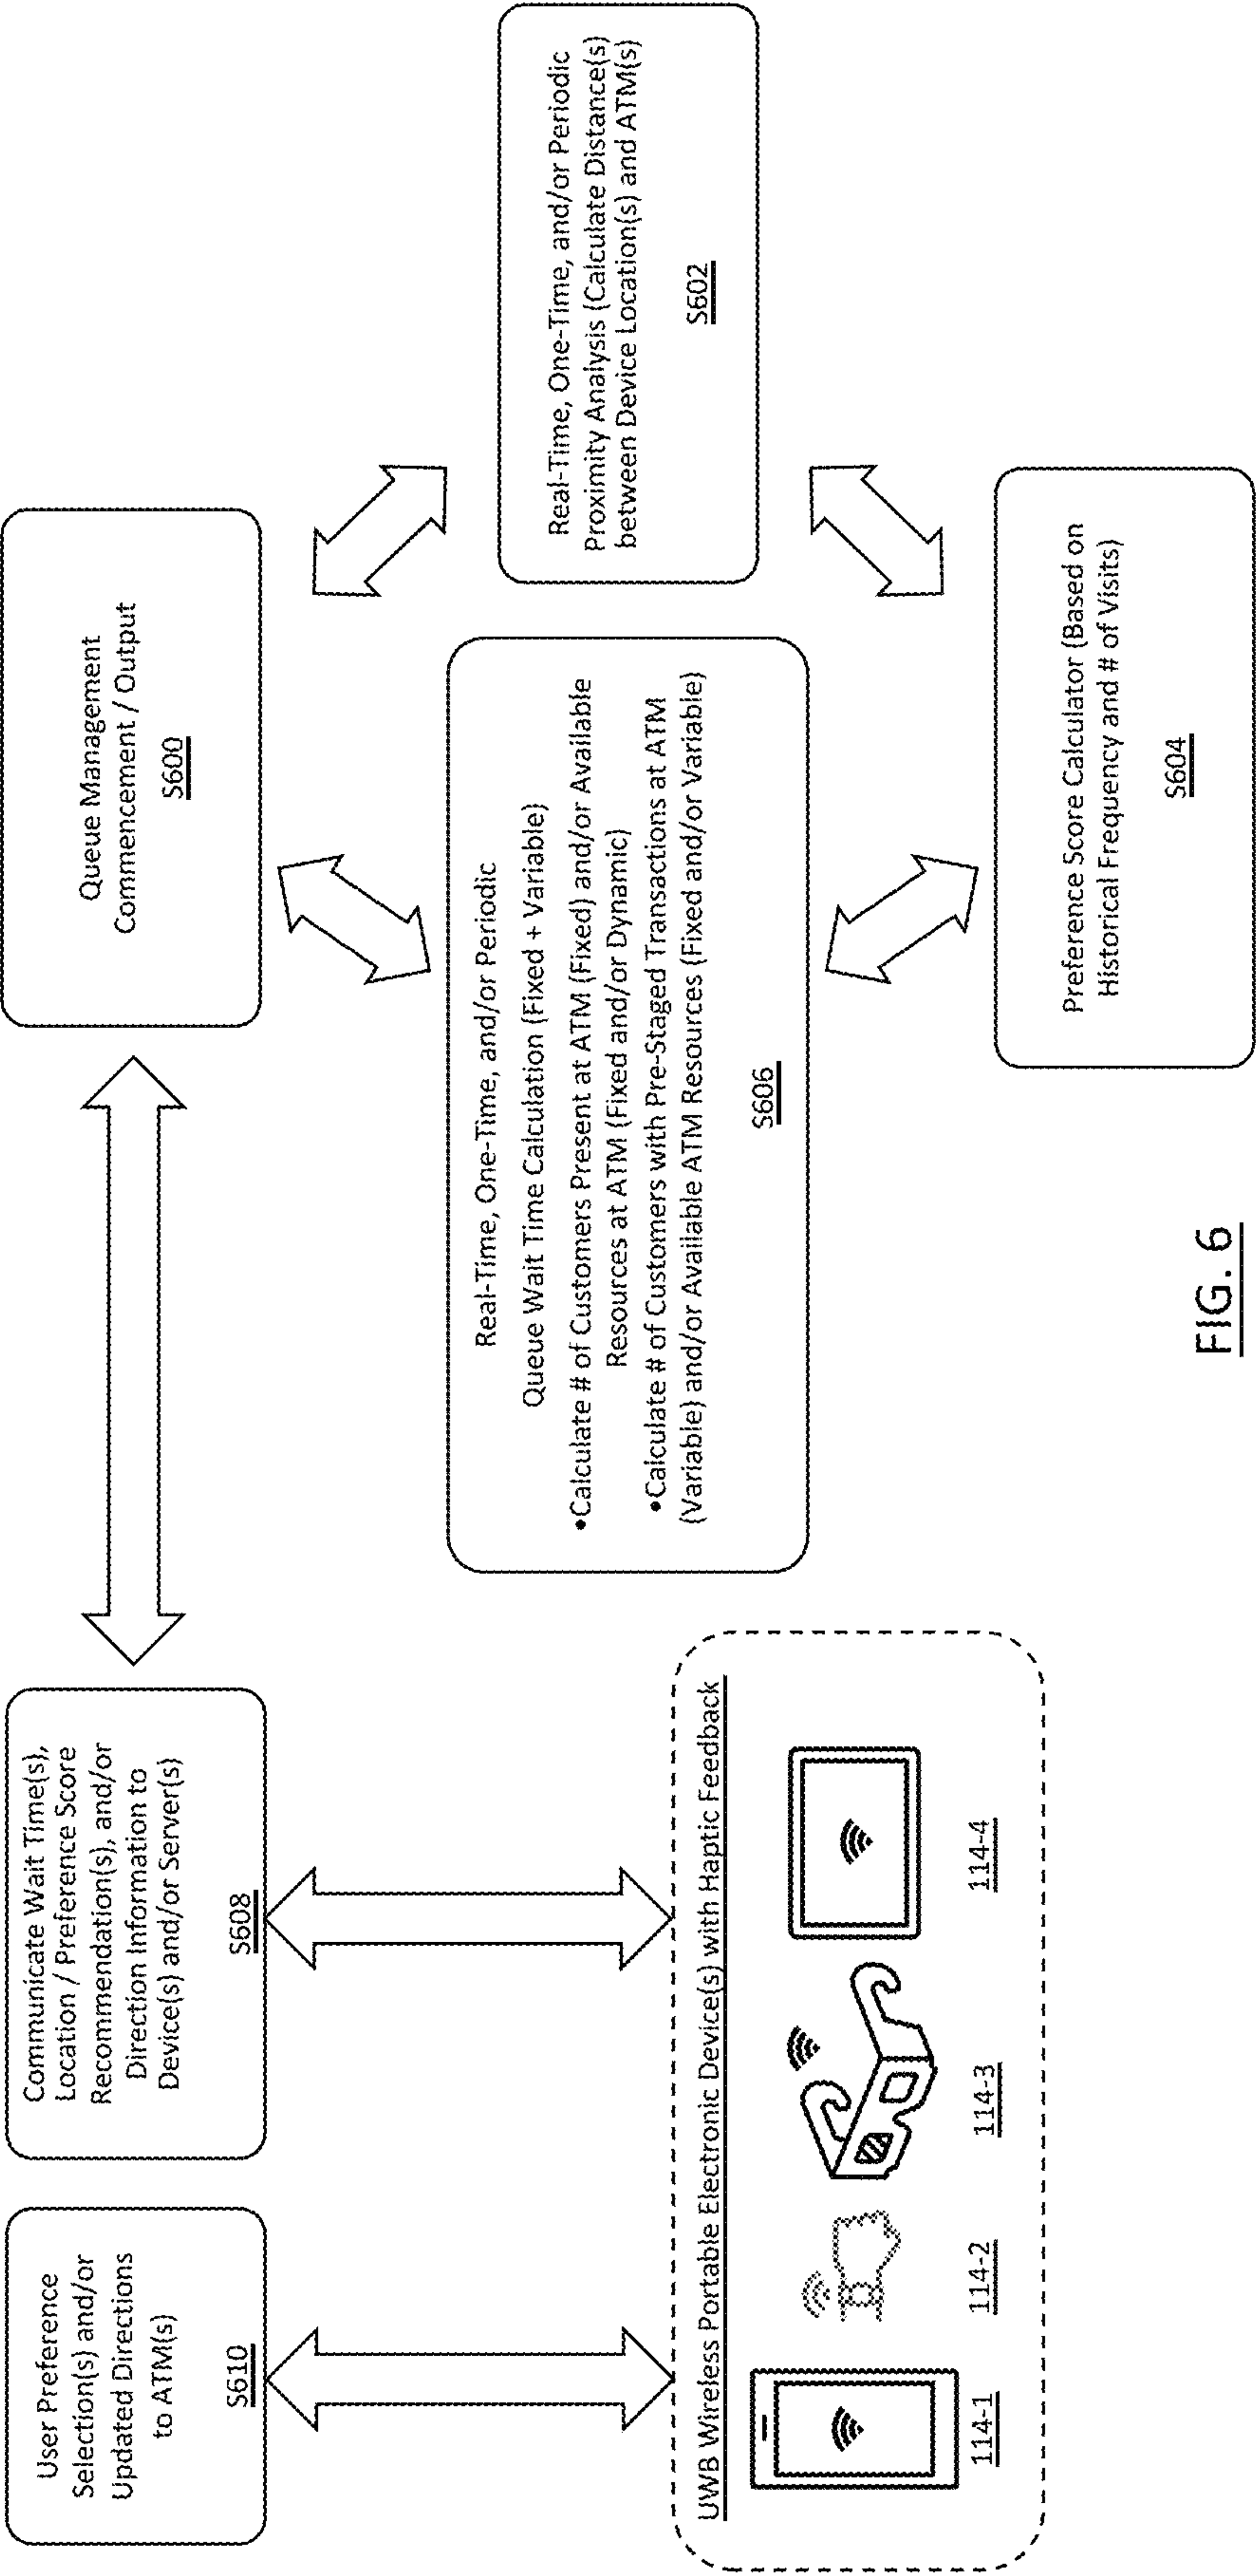 User Preference
Selection(s) and/or
Updated Directions
to ATM(s)
S610
Communicate Wait Time(s),
Location / Preference Score
Recommendation(s), and/or
Direction Information to
Device(s) and/or Server(s)
S608
Queue Management
Commencement / Output
S600
Real-Time, One-Time, and/or Periodic
Proximity Analysis (Calculate Distance(s)
between Device Location(s) and ATM(s)
S602
Real-Time, One-Time, and/or Periodic
Queue Wait Time Calculation (Fixed + Variable)
•Calculate # of Customers Present at ATM (Fixed) and/or Available
Resources at ATM (Fixed and/or Dynamic)
•Calculate # of Customers with Pre-Staged Transactions at ATM
(Variable) and/or Available ATM Resources (Fixed and/or Variable)
S606
Preference Score Calculator (Based on
Historical Frequency and # of Visits)
S604
UWB Wireless Portable Electronic Device(s) with Haptic Feedback
114-1
114-2
114-3
114-4
FIG. 6